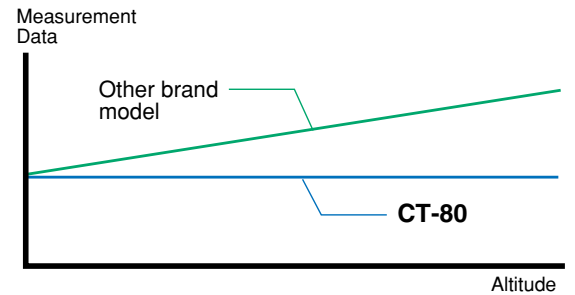 Measurement
Data
Other brand
model
CT-80
Altitude